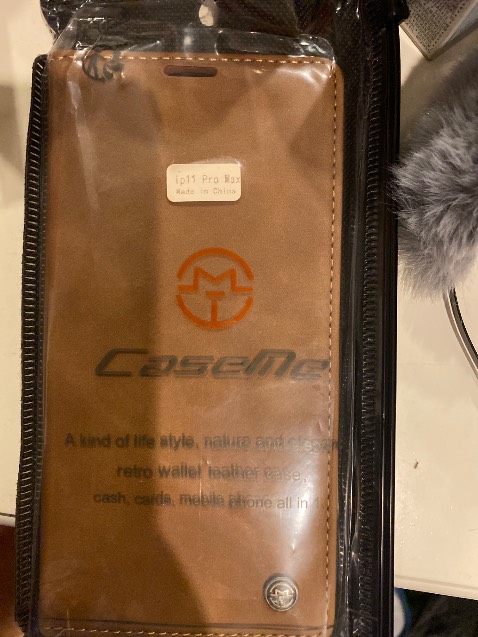 ip11 Pro Max
Made in China
CaseMe
A kind of life style, nature and elegant
retro wallet leather case,
cash, cards, mobile phone all in 1